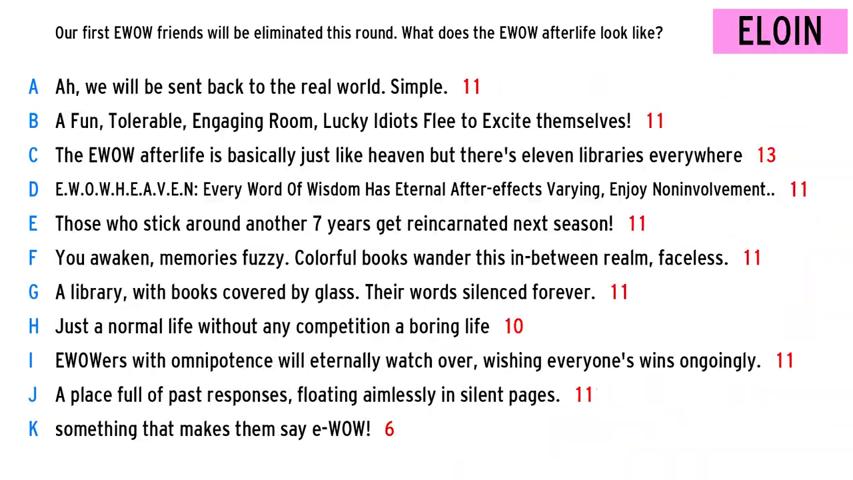 Our first EWOW friends will be eliminated this round. What does the EWOW afterlife look like?
ELOIN
A Ah, we will be sent back to the real world. Simple. 11
B A Fun, Tolerable, Engaging Room, Lucky Idiots Flee to Excite themselves! 11
C The EWOW afterlife is basically just like heaven but there's eleven libraries everywhere 13
D E.W.O.W.H.E.A.V.E.N: Every Word Of Wisdom Has Eternal After-effects Varying, Enjoy Noninvolvement.. 11
E Those who stick around another 7 years get reincarnated next season! 11
F You awaken, memories fuzzy. Colorful books wander this in-between realm, faceless. 11
G A library, with books covered by glass. Their words silenced forever. 11
H Just a normal life without any competition a boring life 10
I EWOWers with omnipotence will eternally watch over, wishing everyone's wins ongoingly. 11
J A place full of past responses, floating aimlessly in silent pages. 11
K something that makes them say e-WOW! 6